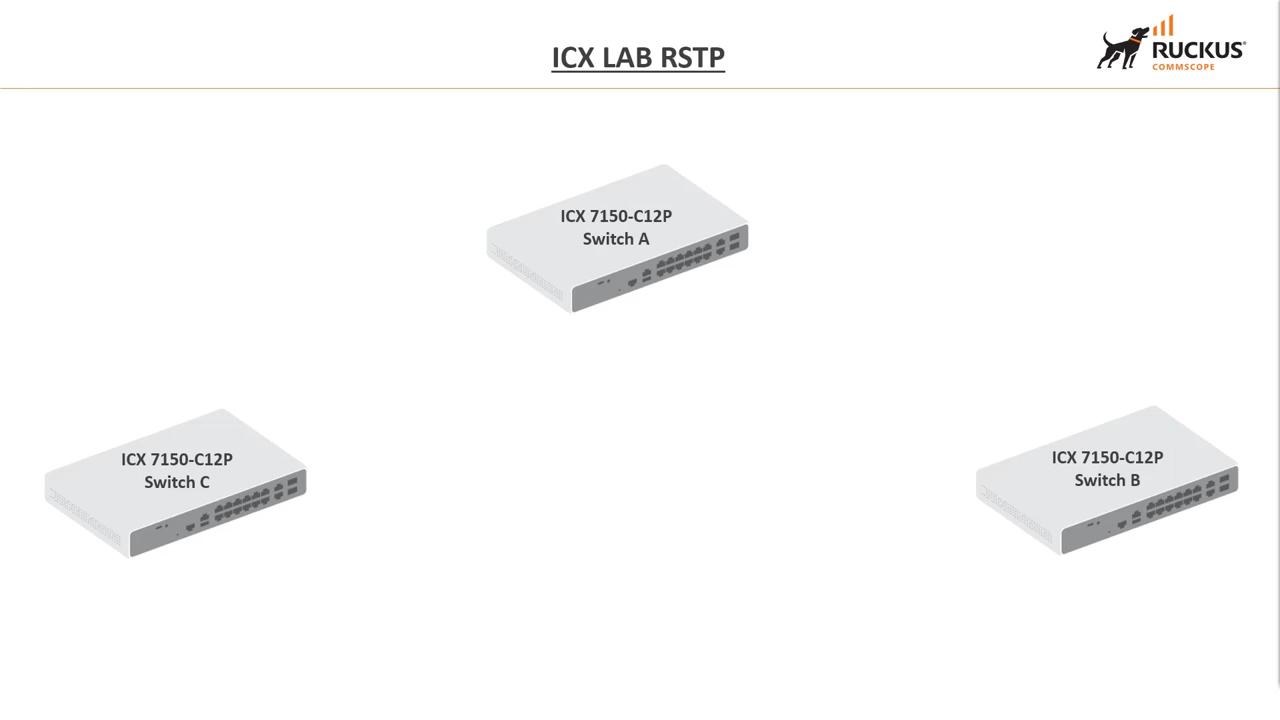 ICX LAB RSTP
RUCKUS
COMMSCOPE
ICX 7150-C12P
Switch A
ICX 7150-C12P
Switch C
ICX 7150-C12P
Switch B